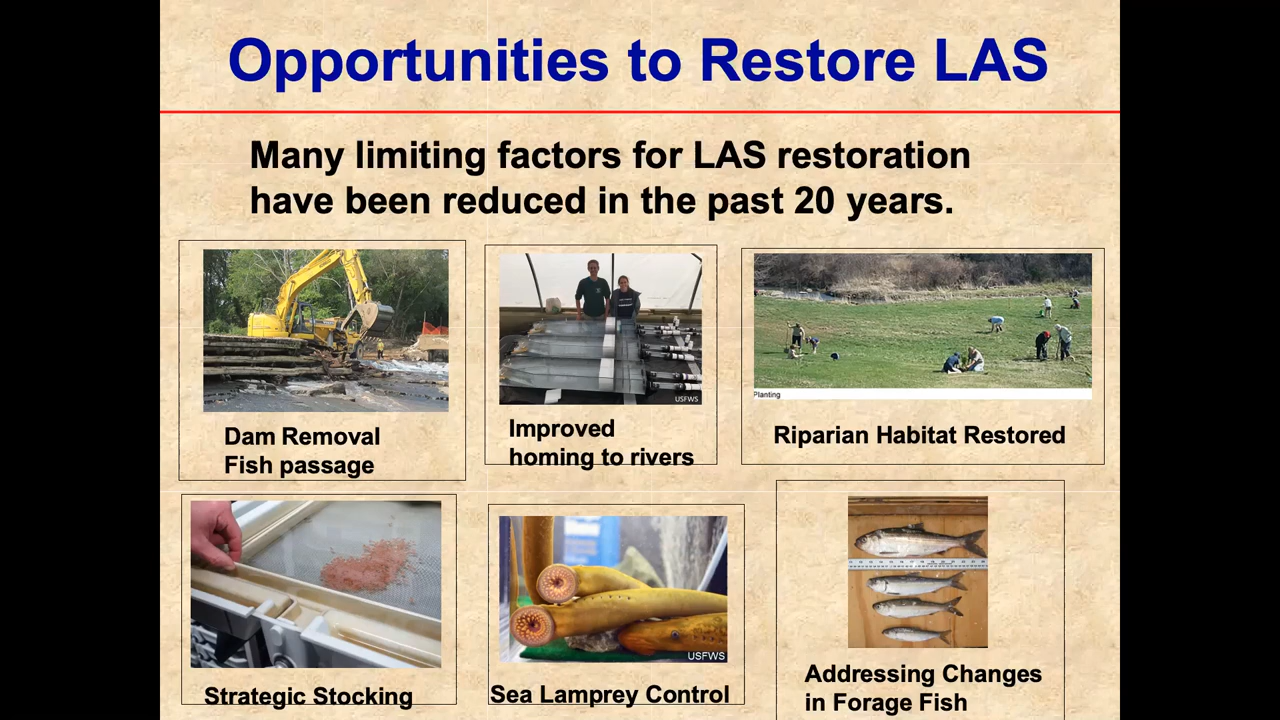 Opportunities to Restore LAS
Many limiting factors for LAS restoration
have been reduced in the past 20 years.
USFWS
Planting
Dam Removal
Fish passage
Improved
homing to rivers
Riparian Habitat Restored
USFWS
Strategic Stocking
Sea Lamprey Control
Addressing Changes
in Forage Fish